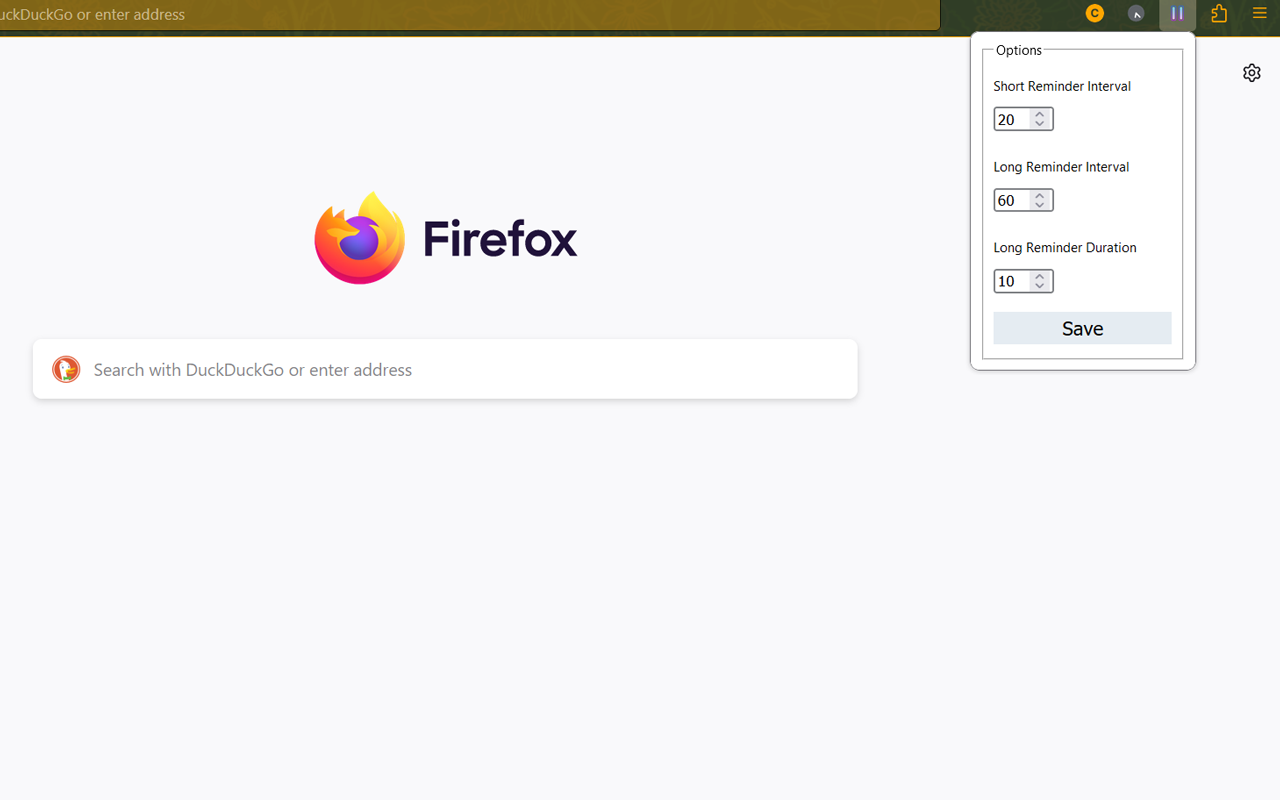 uckDuckGo or enter address
C
Options
Short Reminder Interval
20
Long Reminder Interval
60
Long Reminder Duration
10
Save
Firefox
Search with DuckDuckGo or enter address